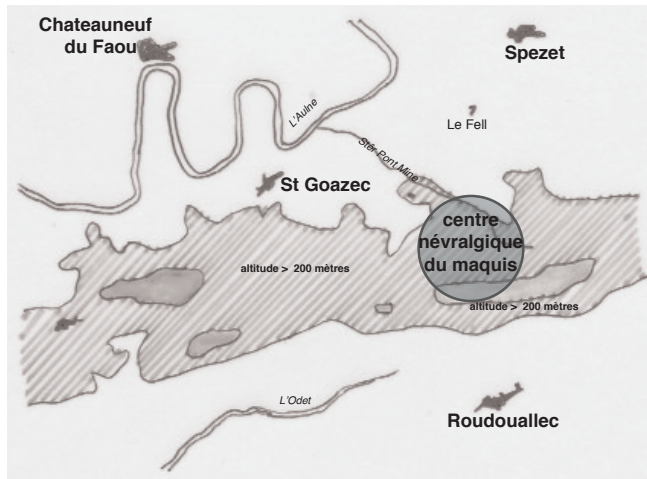 Chateauneuf
du Faou
Spezet
L'Aulne
Le Fell
Stêr Pont Mine
St Goazec
centre
névralgique
du maquis
altitude > 200 mètres
altitude > 200 mètres
L'Odet
Roudouallec